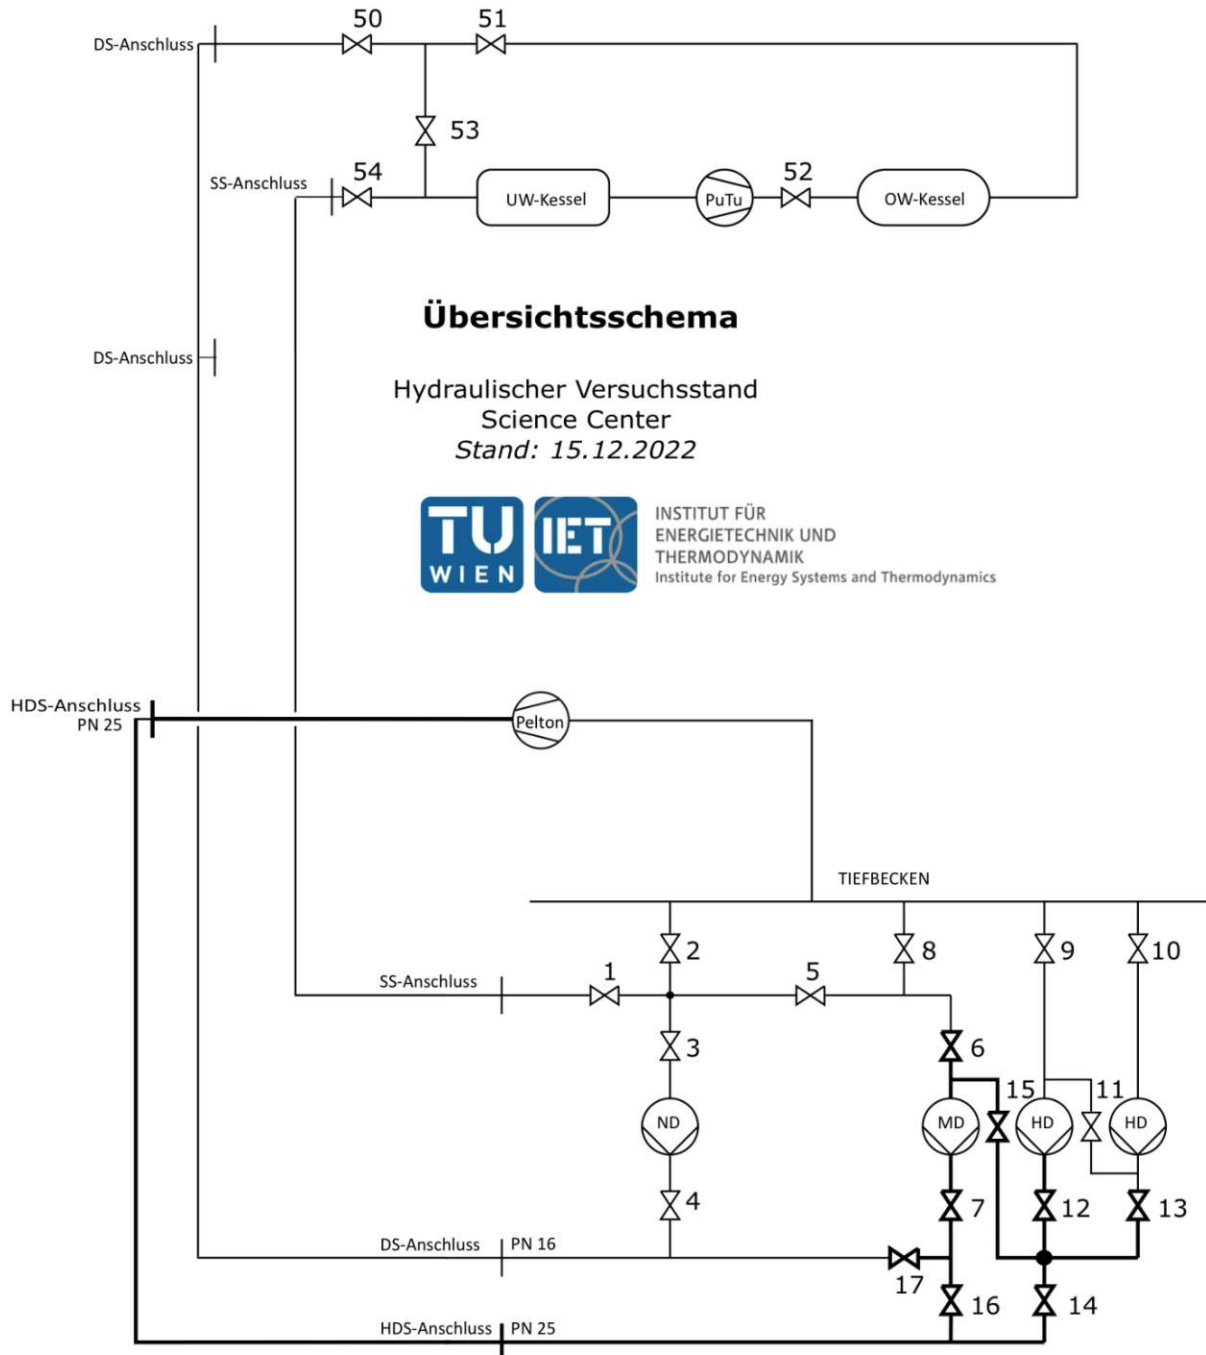 50
51
DS-Anschluss
53
54
52
SS-Anschluss
UW-Kessel
PuTu
OW-Kessel
Übersichtsschema
DS-Anschluss
Hydraulischer Versuchsstand
Science Center
Stand: 15.12.2022
TU
WIEN
IET
INSTITUT FÜR
ENERGIETECHNIK UND
THERMODYNAMIK
Institute for Energy Systems and Thermodynamics
HDS-Anschluss
PN 25
Pelton
TIEFBECKEN
2
8
9
10
SS-Anschluss
1
5
3
6
15
11
ND
MD
HD
HD
4
7
12
13
DS-Anschluss
PN 16
17
16
14
HDS-Anschluss
PN 25